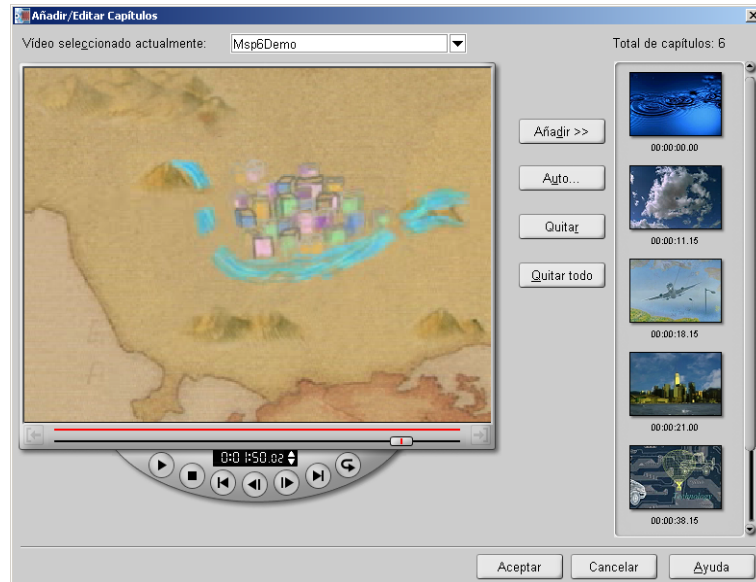 Añadir/Editar Capítulos
Vídeo seleccionado actualmente: Msp6Demo
Total de capítulos: 6
Añadir >>
Auto...
Quitar
Quitar todo
00:00:00.00
00:00:11.15
00:00:18.15
00:00:21.00
Technology
00:00:38.15
E
A
0:01:50.02
Aceptar
Cancelar
Ayuda